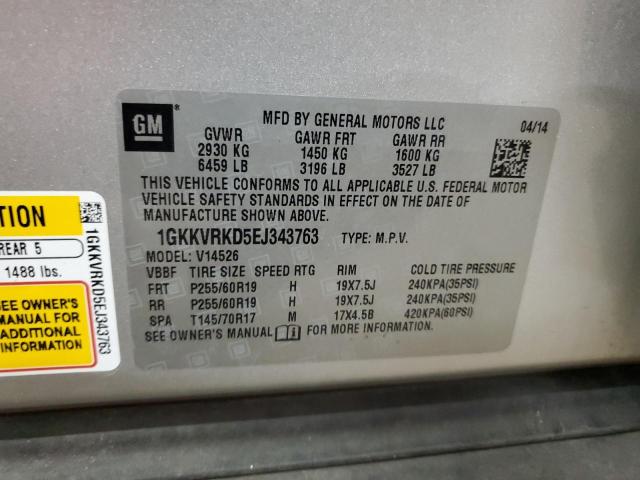 GM
MFD BY GENERAL MOTORS LLC 04/14
GVWR GAWR FRT GAWR RR
2930 KG 1450 KG 1600 KG
6459 LB 3196 LB 3527 LB
THIS VEHICLE CONFORMS TO ALL APPLICABLE U.S. FEDERAL MOTOR
VEHICLE SAFETY STANDARDS IN EFFECT ON THE DATE OF
MANUFACTURE SHOWN ABOVE.
1GKKVRKD5EJ343763 TYPE: M.P.V.
MODEL: V14526
VBBF TIRE SIZE SPEED RTG RIM COLD TIRE PRESSURE
FRT P255/60R19 H 19X7.5J 240KPA(35PSI)
RR P255/60R19 H 19X7.5J 240KPA(35PSI)
SPA T145/70R17 M 17X4.5B 420KPA(60PSI)
SEE OWNER'S MANUAL FOR MORE INFORMATION.
TION
REAR 5
1488 lbs.
SEE OWNER'S
MANUAL FOR
ADDITIONAL
INFORMATION
1GKKVRKD5EJ343763